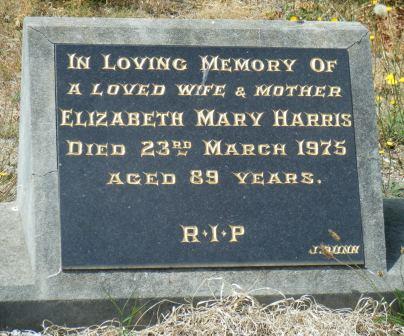 In Loving Memory Of
a loved wife & mother
Elizabeth Mary Harris
Died 23rd March 1975
aged 89 years.
R·I·P
J.BUNN